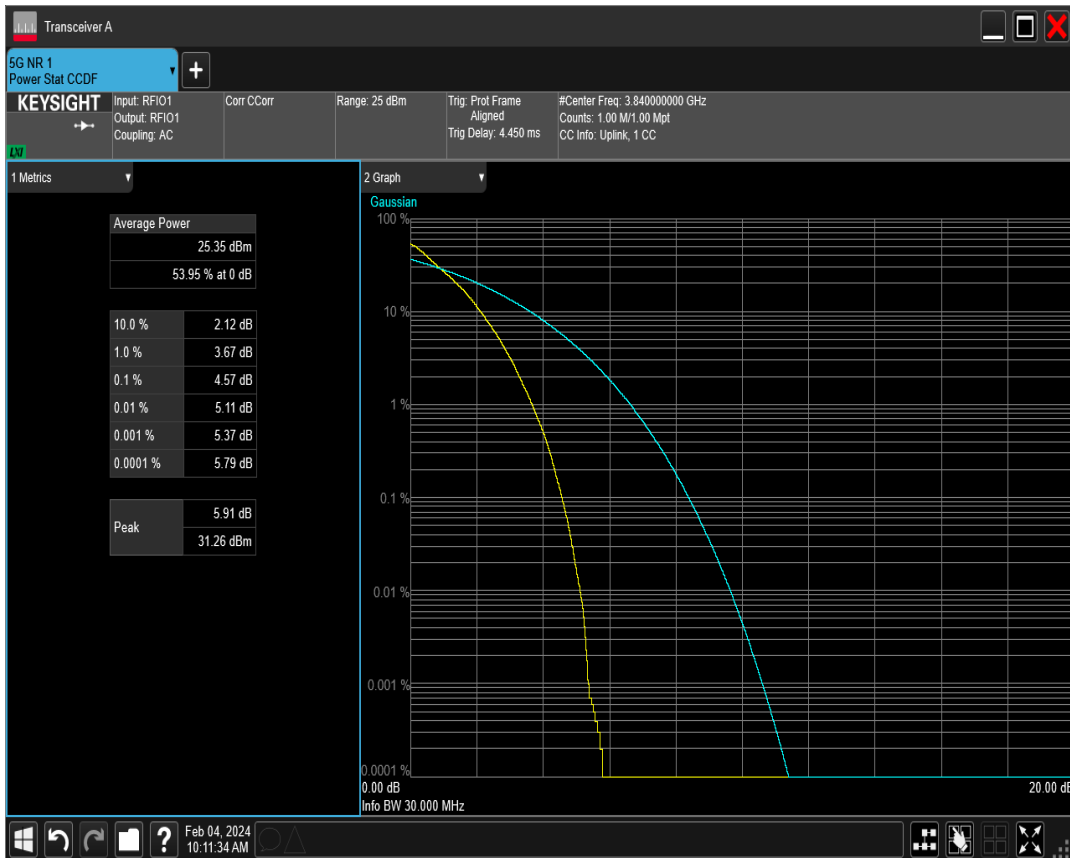 Transceiver A
5G NR 1
Power Stat CCDF
+
KEYSIGHT
LXI
Input: RFIO1
Output: RFIO1
Coupling: AC
Corr CCorr
Range: 25 dBm
Trig: Prot Frame
Aligned
Trig Delay: 4.450 ms
#Center Freq: 3.840000000 GHz
Counts: 1.00 M/1.00 Mpt
CC Info: Uplink, 1 CC
1 Metrics
Average Power
25.35 dBm
53.95 % at 0 dB
10.0 % 2.12 dB
1.0 % 3.67 dB
0.1 % 4.57 dB
0.01 % 5.11 dB
0.001 % 5.37 dB
0.0001 % 5.79 dB
Peak
5.91 dB
31.26 dBm
2 Graph
Gaussian
100 %
10 %
1 %
0.1 %
0.01 %
0.001 %
0.0001 %
0.00 dB 20.00 dB
Info BW 30.000 MHz
?
Feb 04, 2024
10:11:34 AM